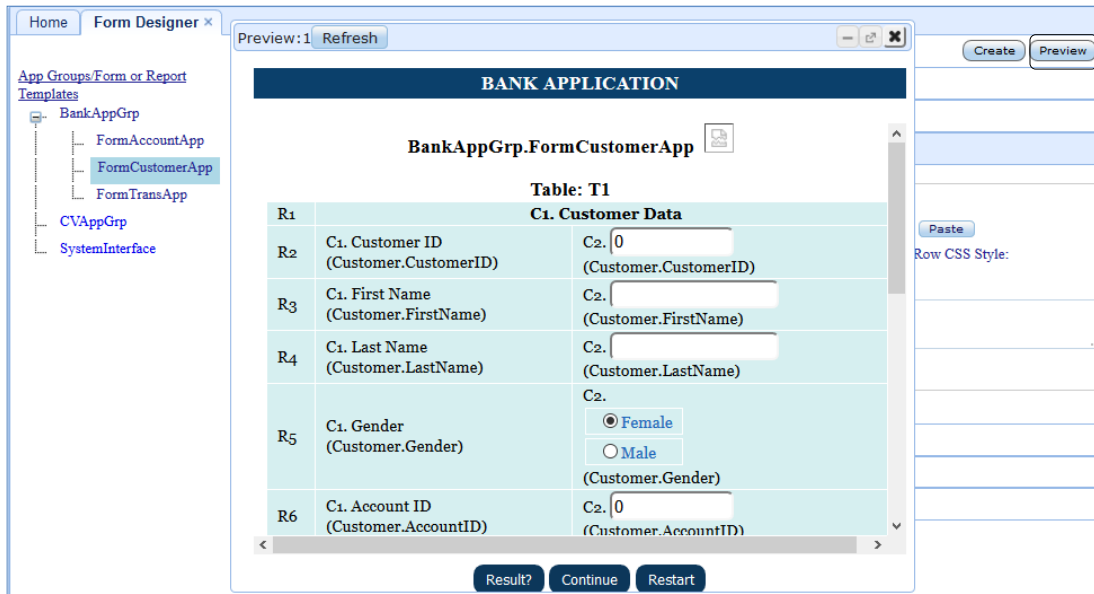 Home
Form Designer ×
Preview:1 Refresh
Create
Preview
App Groups/Form or Report
Templates
BankAppGrp
FormAccountApp
FormCustomerApp
FormTransApp
CVAppGrp
SystemInterface
BANK APPLICATION
BankAppGrp.FormCustomerApp
Table: T1
R1 C1. Customer Data
R2 C1. Customer ID C2. 0
(Customer.CustomerID) (Customer.CustomerID)
R3 C1. First Name C2.
(Customer.FirstName) (Customer.FirstName)
R4 C1. Last Name C2.
(Customer.LastName) (Customer.LastName)
C2.
Female
R5 C1. Gender
(Customer.Gender)
Male
(Customer.Gender)
R6 C1. Account ID C2. 0
(Customer.AccountID) (Customer.AccountID)
Result? Continue Restart
Paste
Row CSS Style: